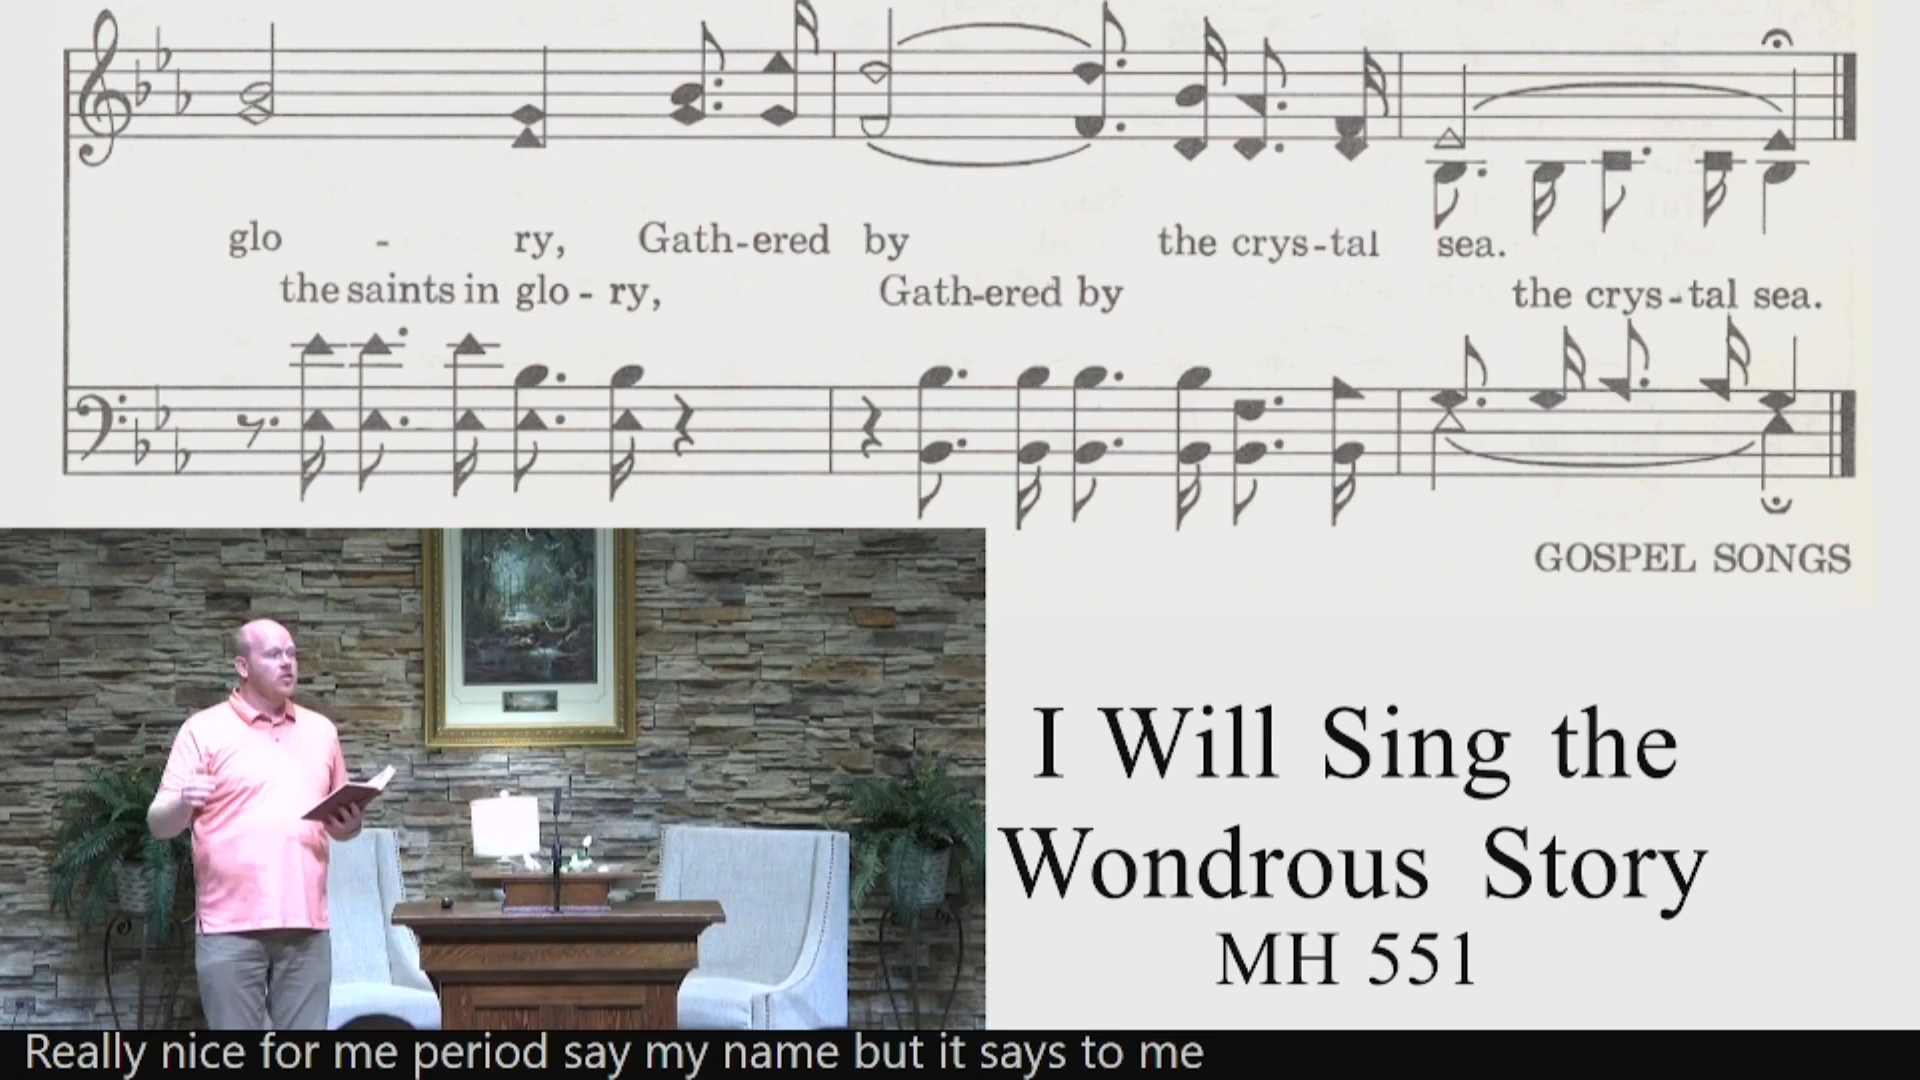 glo - ry, Gath-ered by the crys-tal sea.
the saints in glo - ry, Gath-ered by the crys-tal sea.
GOSPEL SONGS
I Will Sing the
Wondrous Story
MH 551
Really nice for me period say my name but it says to me